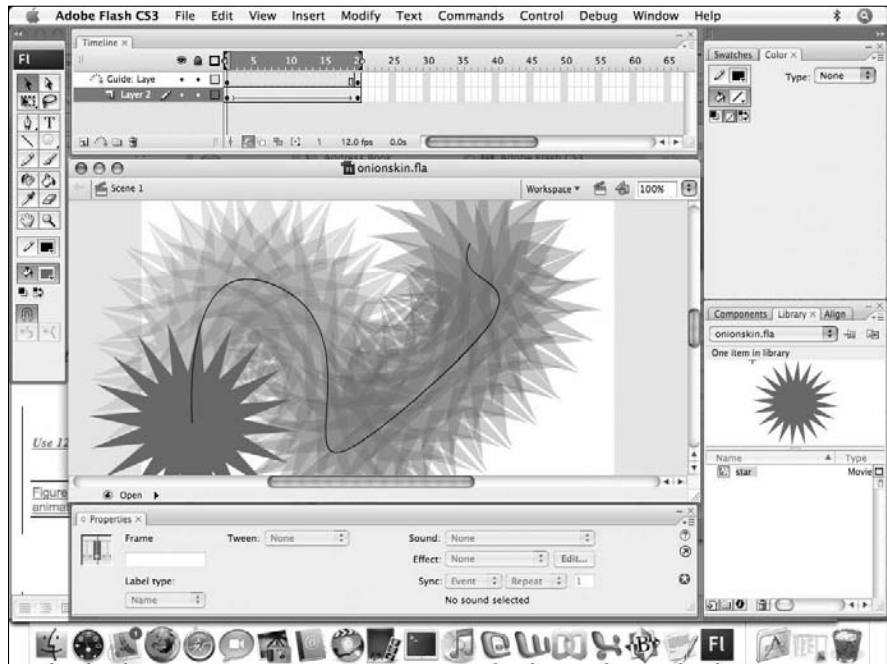 Adobe Flash CS3 File Edit View Insert Modify Text Commands Control Debug Window Help
Timeline ×
5 10 15 20 25 30 35 40 45 50 55 60 65
Guide: Laye
Layer 2
1 12.0 fps 0.0s
onionskin.fla
Scene 1
Workspace
100%
Open
Fl
T
Use 12
Figure
animat
Swatches Color ×
Type: None
Components Library × Align
onionskin.fla
One item in library
Name Type
star Movie
Properties ×
Frame Tween: None Sound: None
Effect: None Edit...
Label type: Sync: Event Repeat 1
Name No sound selected
Fl